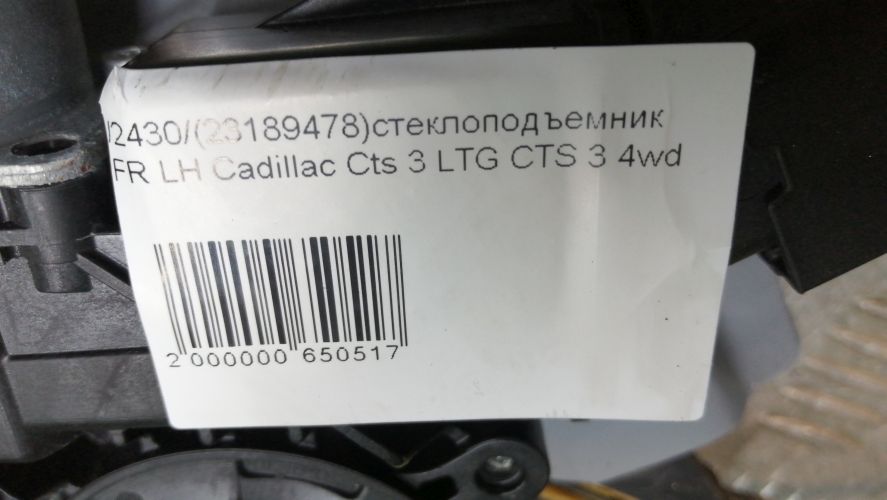 /2430/(23189478)стеклоподъемник
FR LH Cadillac Cts 3 LTG CTS 3 4wd
2 000000 650517